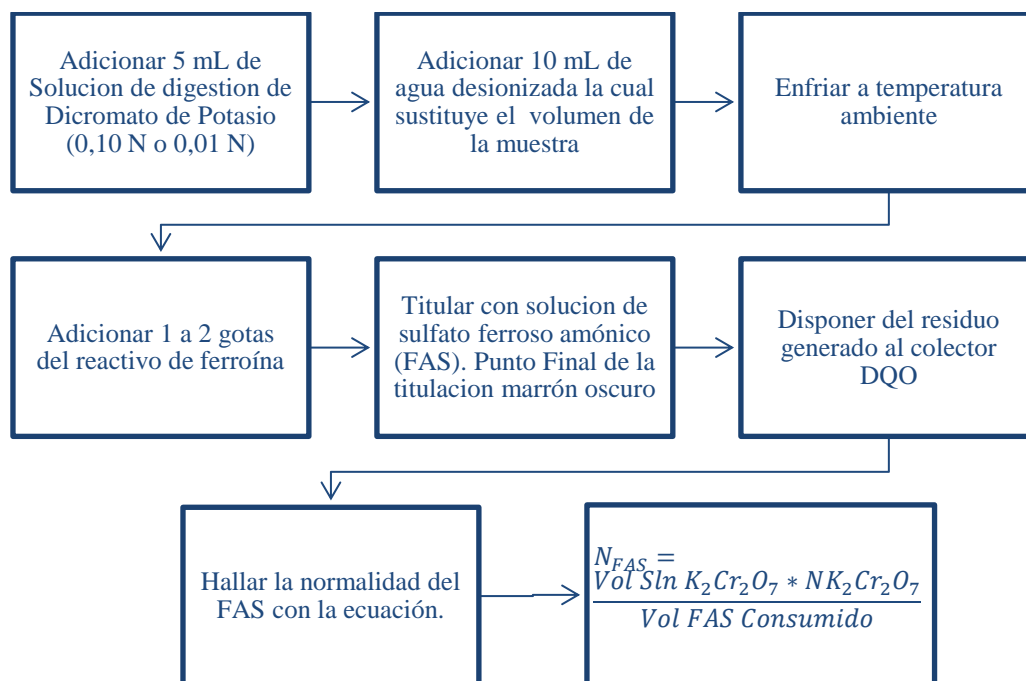 Adicionar 5 mL de
Solucion de digestion de
Dicromato de Potasio
(0,10 N o 0,01 N)
Adicionar 10 mL de
agua desionizada la cual
sustituye el volumen de
la muestra
Enfriar a temperatura
ambiente
Adicionar 1 a 2 gotas
del reactivo de ferroína
Titular con solucion de
sulfato ferroso amónico
(FAS). Punto Final de la
titulacion marrón oscuro
Disponer del residuo
generado al colector
DQO
Hallar la normalidad del
FAS con la ecuación.
N_{FAS} =
Vol Sln K₂Cr₂O₇ * NK₂Cr₂O₇
Vol FAS Consumido